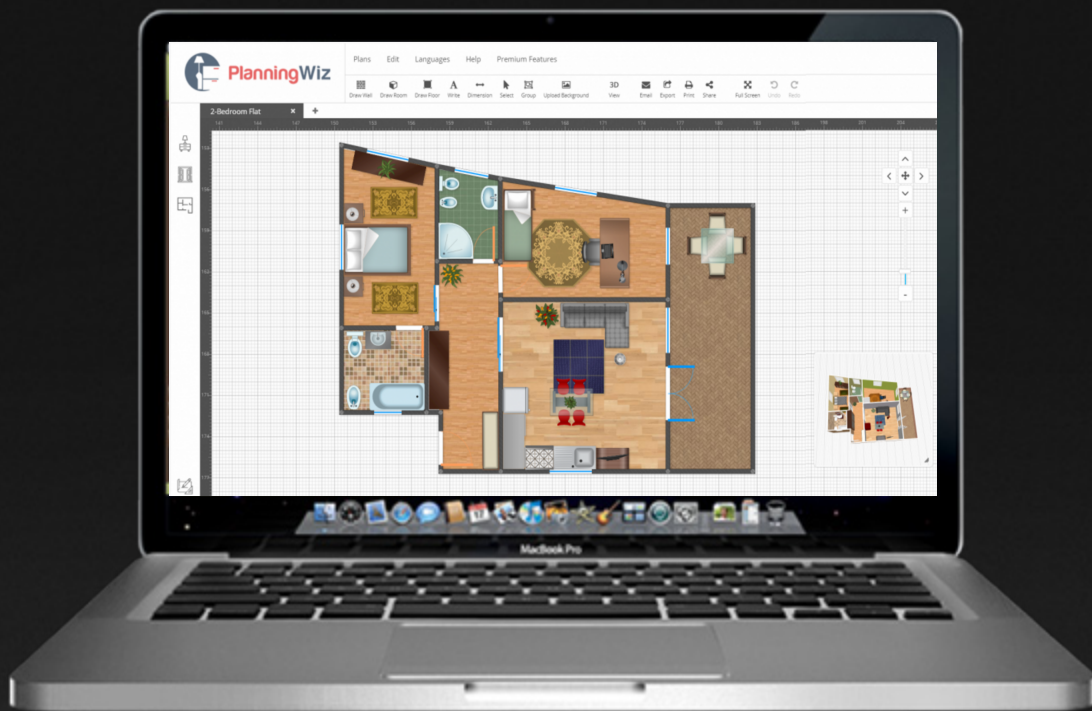 PlanningWiz
Plans Edit Languages Help Premium Features
Draw Wall Draw Room Draw Floor Write Dimension Select Group Upload Background 3D View Email Export Print Share Full Screen Undo Redo
2-Bedroom Flat × +
MacBook Pro